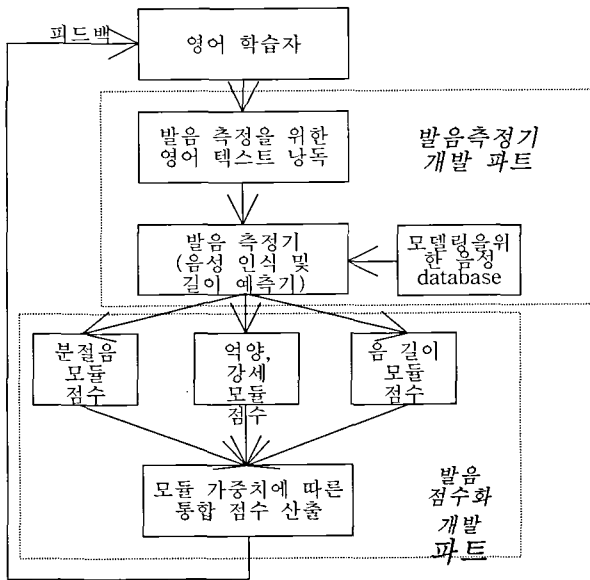 피드백
영어 학습자
발음 측정을 위한
영어 텍스트 낭독
발음측정기
개발 파트
발음 측정기
(음성 인식 및
길이 예측기)
모델링을위
한 음성
database
분절음
모듈
점수
억양,
강세
모듈
점수
음 길이
모듈
점수
모듈 가중치에 따른
통합 점수 산출
발음
점수화
개발
파트